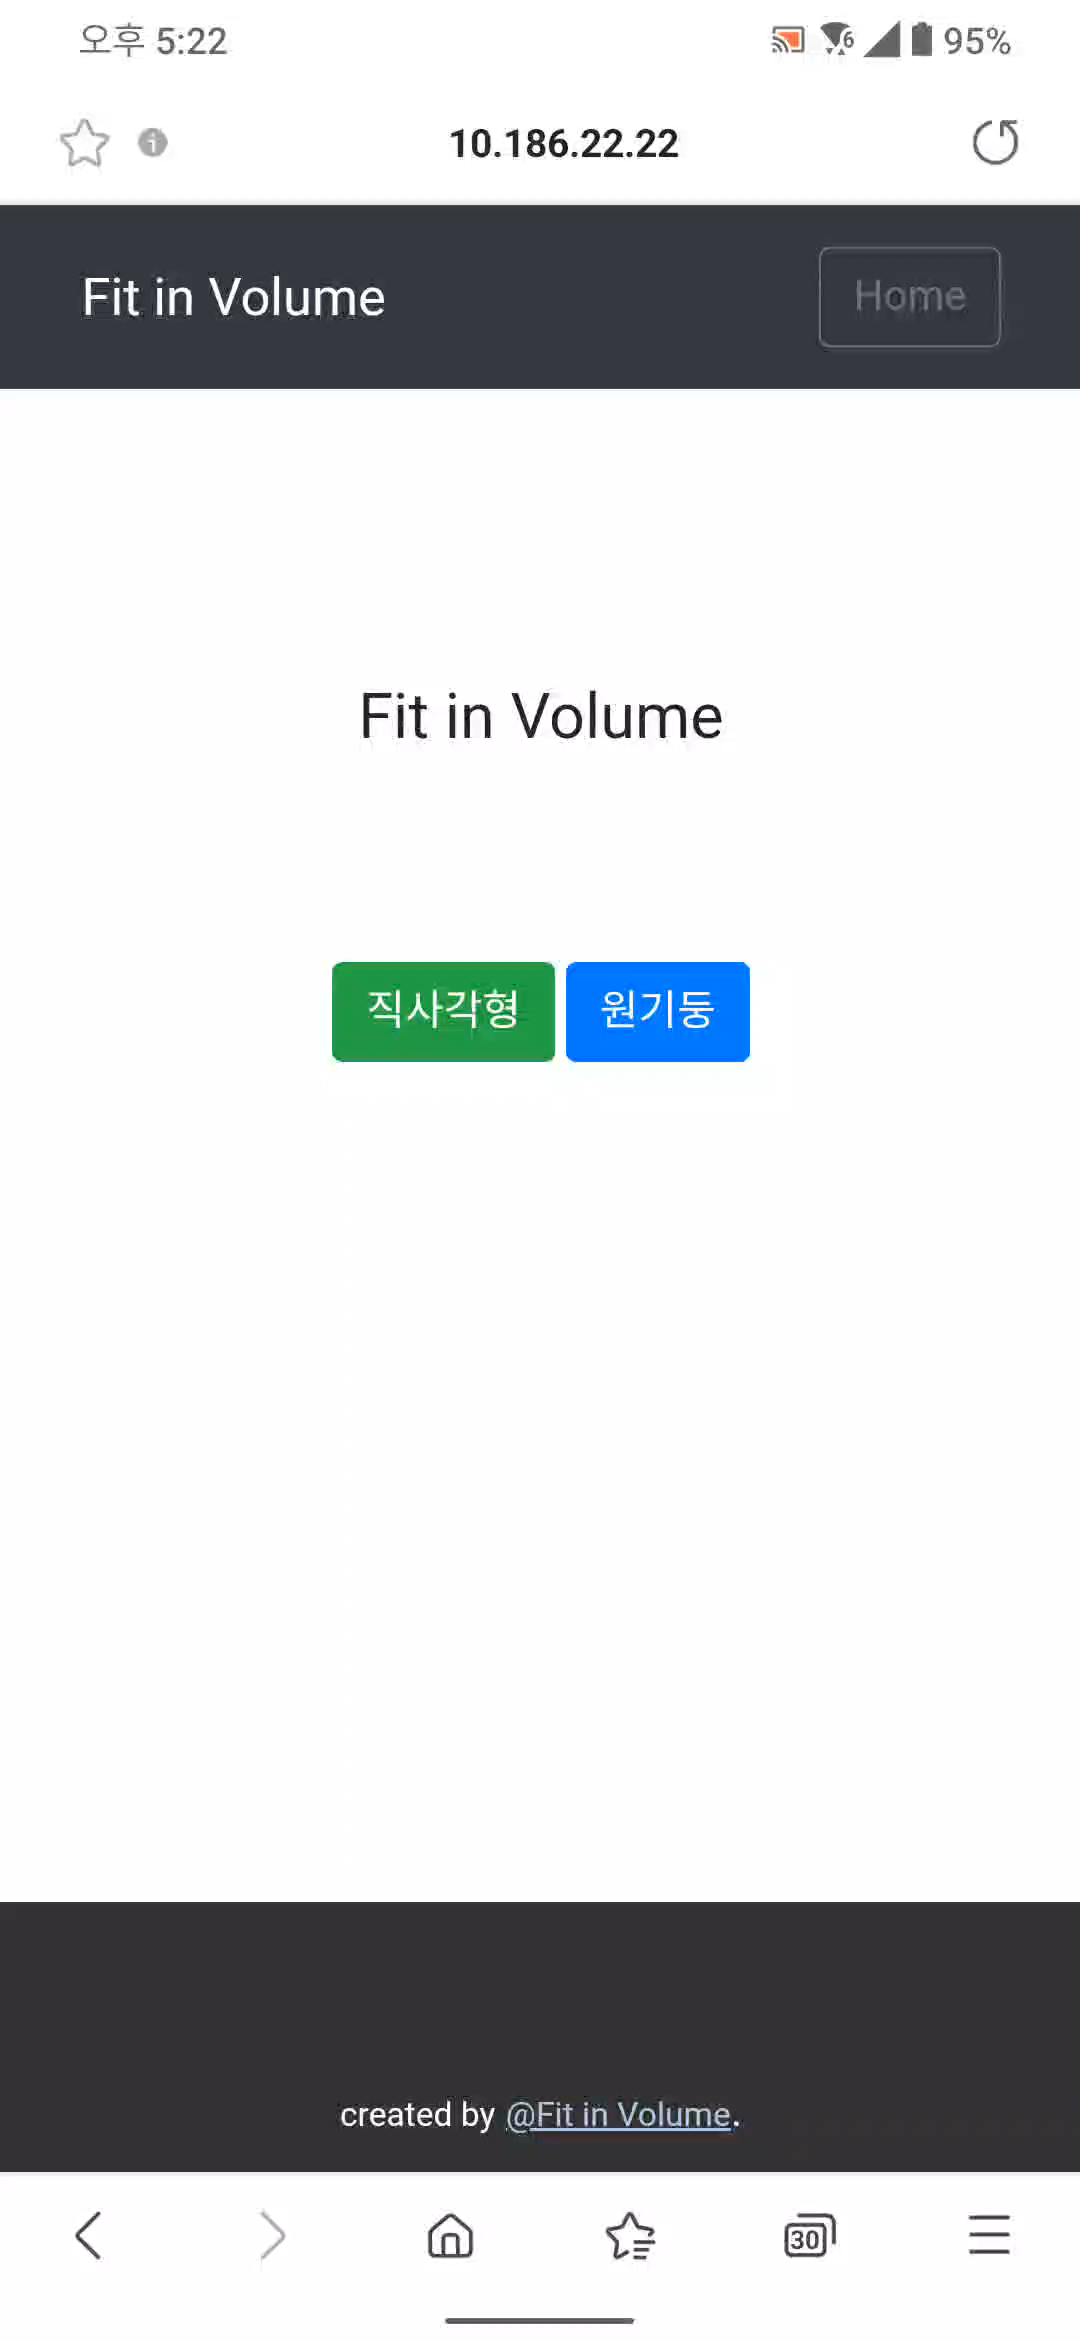 오후 5:22
95%
10.186.22.22
Fit in Volume
Home
Fit in Volume
직사각형 원기둥
created by @Fit in Volume.
30